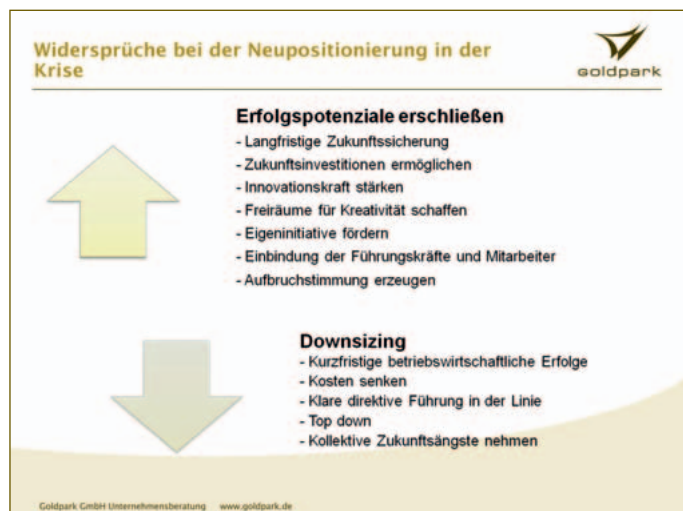 Widersprüche bei der Neupositionierung in der
Krise
Goldpark
Erfolgspotenziale erschließen
- Langfristige Zukunftssicherung
- Zukunftsinvestitionen ermöglichen
- Innovationskraft stärken
- Freiräume für Kreativität schaffen
- Eigeninitiative fördern
- Einbindung der Führungskräfte und Mitarbeiter
- Aufbruchstimmung erzeugen
Downsizing
- Kurzfristige betriebswirtschaftliche Erfolge
- Kosten senken
- Klare direktive Führung in der Linie
- Top down
- Kollektive Zukunftsängste nehmen
Goldpark GmbH Unternehmensberatung www.goldpark.de